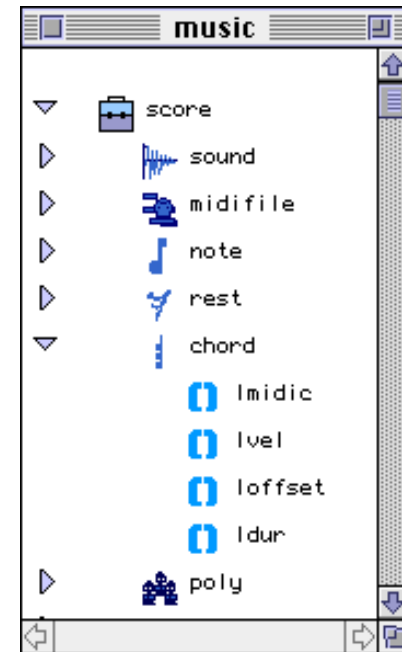 music
score
sound
midifile
note
rest
chord
lmidic
lvel
loffset
ldur
poly